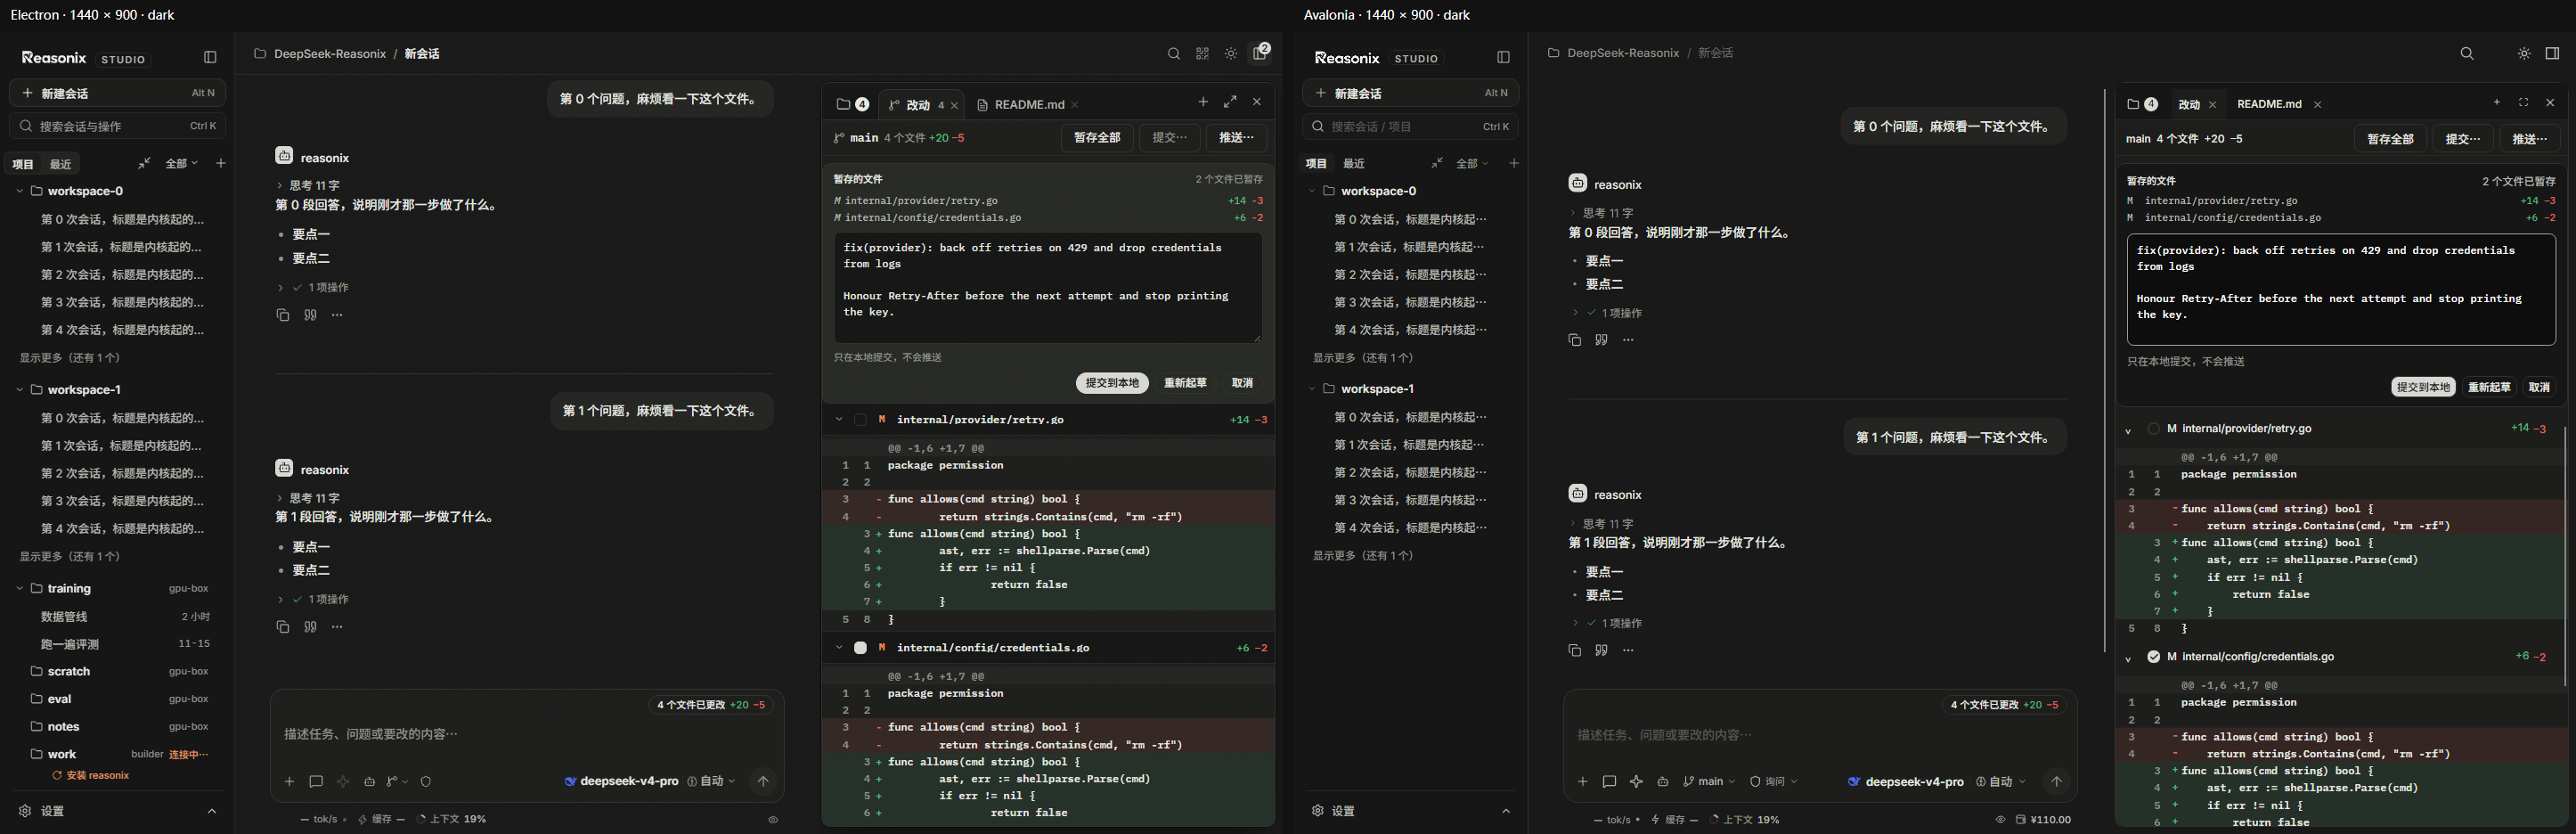 Electron · 1440 × 900 · dark
Reasonix STUDIO
新建会话 Alt N
搜索会话与操作 Ctrl K
项目 最近 全部
workspace-0
第 0 次会话，标题是内核起的...
第 1 次会话，标题是内核起的...
第 2 次会话，标题是内核起的...
第 3 次会话，标题是内核起的...
第 4 次会话，标题是内核起的...
显示更多（还有 1 个）
workspace-1
第 0 次会话，标题是内核起的...
第 1 次会话，标题是内核起的...
第 2 次会话，标题是内核起的...
第 3 次会话，标题是内核起的...
第 4 次会话，标题是内核起的...
显示更多（还有 1 个）
training gpu-box
数据管线 2 小时
跑一遍评测 11-15
scratch gpu-box
eval gpu-box
notes gpu-box
work builder 连接中…
安装 reasonix
设置
DeepSeek-Reasonix / 新会话
2
第 0 个问题，麻烦看一下这个文件。
reasonix
思考 11 字
第 0 段回答，说明刚才那一步做了什么。
• 要点一
• 要点二
1 项操作
第 1 个问题，麻烦看一下这个文件。
reasonix
思考 11 字
第 1 段回答，说明刚才那一步做了什么。
• 要点一
• 要点二
1 项操作
4 个文件已更改 +20 −5
描述任务、问题或要改的内容…
deepseek-v4-pro 自动
— tok/s • 缓存 — 上下文 19%
4 改动 4 README.md
main 4 个文件 +20 −5 暂存全部 提交… 推送…
暂存的文件 2 个文件已暂存
M internal/provider/retry.go +14 -3
M internal/config/credentials.go +6 -2
fix(provider): back off retries on 429 and drop credentials
from logs
Honour Retry-After before the next attempt and stop printing
the key.
只在本地提交，不会推送
提交到本地 重新起草 取消
M internal/provider/retry.go +14 −3
@@ -1,6 +1,7 @@
1 1 package permission
2 2
3 - func allows(cmd string) bool {
4 - return strings.Contains(cmd, "rm -rf")
3 + func allows(cmd string) bool {
4 + ast, err := shellparse.Parse(cmd)
5 + if err != nil {
6 + return false
7 + }
5 8 }
M internal/config/credentials.go +6 −2
@@ -1,6 +1,7 @@
1 1 package permission
2 2
3 - func allows(cmd string) bool {
4 - return strings.Contains(cmd, "rm -rf")
3 + func allows(cmd string) bool {
4 + ast, err := shellparse.Parse(cmd)
5 + if err != nil {
6 + return false
Avalonia · 1440 × 900 · dark
Reasonix STUDIO
新建会话 Alt N
搜索会话 / 项目 Ctrl K
项目 最近 全部
workspace-0
第 0 次会话，标题是内核起…
第 1 次会话，标题是内核起…
第 2 次会话，标题是内核起…
第 3 次会话，标题是内核起…
第 4 次会话，标题是内核起…
显示更多（还有 1 个）
workspace-1
第 0 次会话，标题是内核起…
第 1 次会话，标题是内核起…
第 2 次会话，标题是内核起…
第 3 次会话，标题是内核起…
第 4 次会话，标题是内核起…
显示更多（还有 1 个）
设置
DeepSeek-Reasonix / 新会话
第 0 个问题，麻烦看一下这个文件。
reasonix
思考 11 字
第 0 段回答，说明刚才那一步做了什么。
• 要点一
• 要点二
1 项操作
第 1 个问题，麻烦看一下这个文件。
reasonix
思考 11 字
第 1 段回答，说明刚才那一步做了什么。
• 要点一
• 要点二
1 项操作
4 个文件已更改 +20 −5
描述任务、问题或要改的内容…
main 询问 deepseek-v4-pro 自动
— tok/s • 缓存 — 上下文 19% ¥110.00
4 改动 README.md
main 4 个文件 +20 −5 暂存全部 提交… 推送…
暂存的文件 2 个文件已暂存
M internal/provider/retry.go +14 −3
M internal/config/credentials.go +6 −2
fix(provider): back off retries on 429 and drop credentials
from logs
Honour Retry-After before the next attempt and stop printing
the key.
只在本地提交，不会推送
提交到本地 重新起草 取消
M internal/provider/retry.go +14 −3
@@ -1,6 +1,7 @@
1 1 package permission
2 2
3 - func allows(cmd string) bool {
4 - return strings.Contains(cmd, "rm -rf")
3 + func allows(cmd string) bool {
4 + ast, err := shellparse.Parse(cmd)
5 + if err != nil {
6 + return false
7 + }
5 8 }
M internal/config/credentials.go +6 −2
@@ -1,6 +1,7 @@
1 1 package permission
2 2
3 - func allows(cmd string) bool {
4 - return strings.Contains(cmd, "rm -rf")
3 + func allows(cmd string) bool {
4 + ast, err := shellparse.Parse(cmd)
5 + if err != nil {
6 + return false